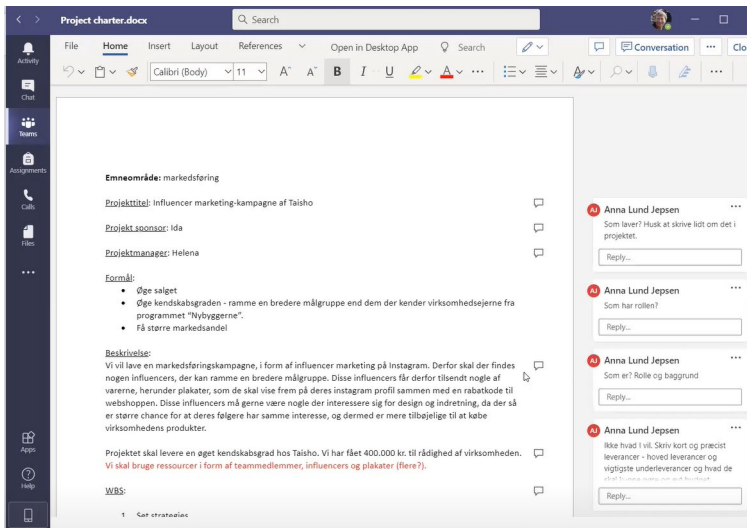 Project charter.docx
Search
File Home Insert Layout References Open in Desktop App Search Conversation Clo
Calibri (Body) 11 A A B I U A
Activity
Chat
Teams
Assignments
Calls
Files
Apps
Help
Emneområde: markedsføring
Projekttitel: Influencer marketing-kampagne af Taisho
Projekt sponsor: Ida
Projektmanager: Helena
Formål:
Øge salget
Øge kendskabsgraden - ramme en bredere målgruppe end dem der kender virksomhedsejerne fra
programmet "Nybyggerne".
Få større markedsandel
Beskrivelse:
Vi vil lave en markedsføringskampagne, i form af influencer marketing på Instagram. Derfor skal der findes
nogen influencers, der kan ramme en bredere målgruppe. Disse influencers får derfor tilsendt nogle af
varerne, herunder plakater, som de skal vise frem på deres instagram profil sammen med en rabatkode til
webshoppen. Disse influencers må gerne være nogle der interessere sig for design og indretning, da der så
er større chance for at deres følgere har samme interesse, og dermed er mere tilbøjelige til at købe
virksomhedens produkter.
Projektet skal levere en øget kendskabsgrad hos Taisho. Vi har fået 400.000 kr. til rådighed af virksomheden.
Vi skal bruge ressourcer i form af teammedlemmer, influencers og plakater (flere?).
WBS:
1. Set strategies
AJ Anna Lund Jepsen
Som laver? Husk at skrive lidt om det i
projektet.
Reply...
AJ Anna Lund Jepsen
Som har rollen?
Reply...
AJ Anna Lund Jepsen
Som er? Rolle og baggrund
Reply...
AJ Anna Lund Jepsen
Ikke hvad I vil. Skriv kort og præcist
leverancer - hoved leverancer og
vigtigste underleverancer og hvad de
Reply...